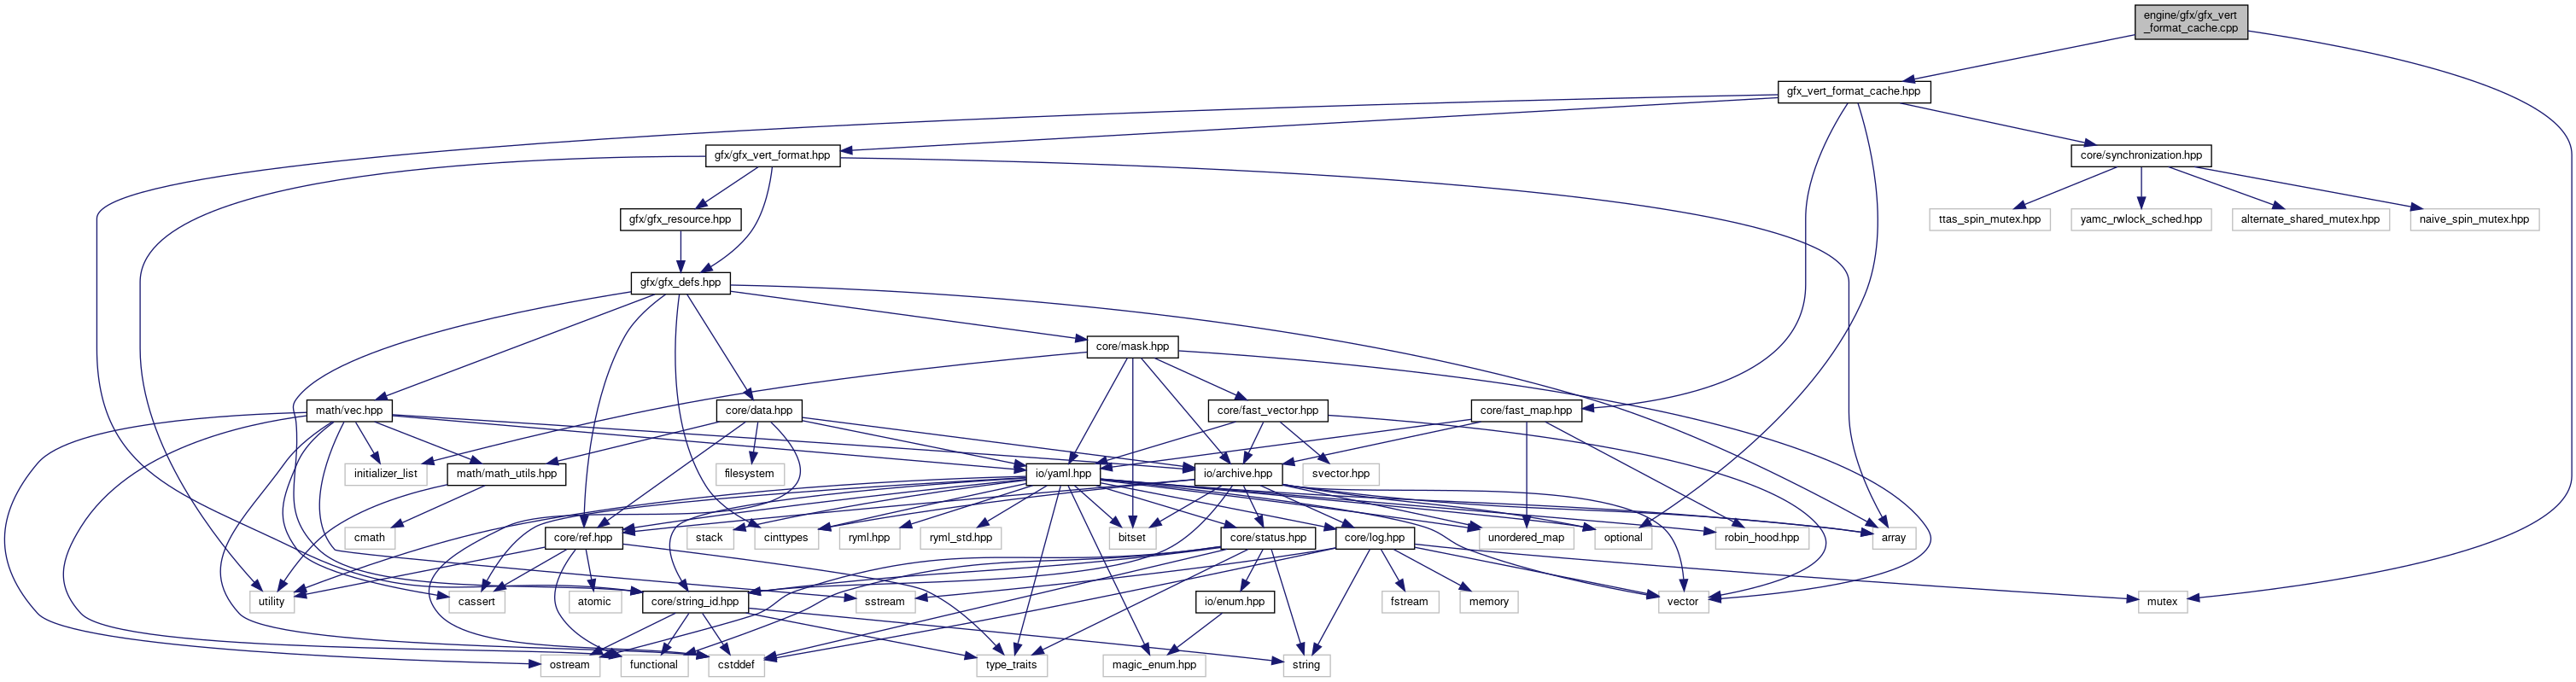 engine/gfx/gfx_vert
_format_cache.cpp
gfx_vert_format_cache.hpp
gfx/gfx_vert_format.hpp
core/synchronization.hpp
gfx/gfx_resource.hpp
ttas_spin_mutex.hpp
yamc_rwlock_sched.hpp
alternate_shared_mutex.hpp
naive_spin_mutex.hpp
gfx/gfx_defs.hpp
core/mask.hpp
math/vec.hpp
core/data.hpp
core/fast_vector.hpp
core/fast_map.hpp
initializer_list
math/math_utils.hpp
filesystem
io/yaml.hpp
io/archive.hpp
svector.hpp
cmath
core/ref.hpp
stack
cinttypes
ryml.hpp
ryml_std.hpp
bitset
core/status.hpp
core/log.hpp
unordered_map
optional
robin_hood.hpp
array
utility
cassert
atomic
core/string_id.hpp
sstream
io/enum.hpp
fstream
memory
vector
mutex
ostream
functional
cstddef
type_traits
magic_enum.hpp
string